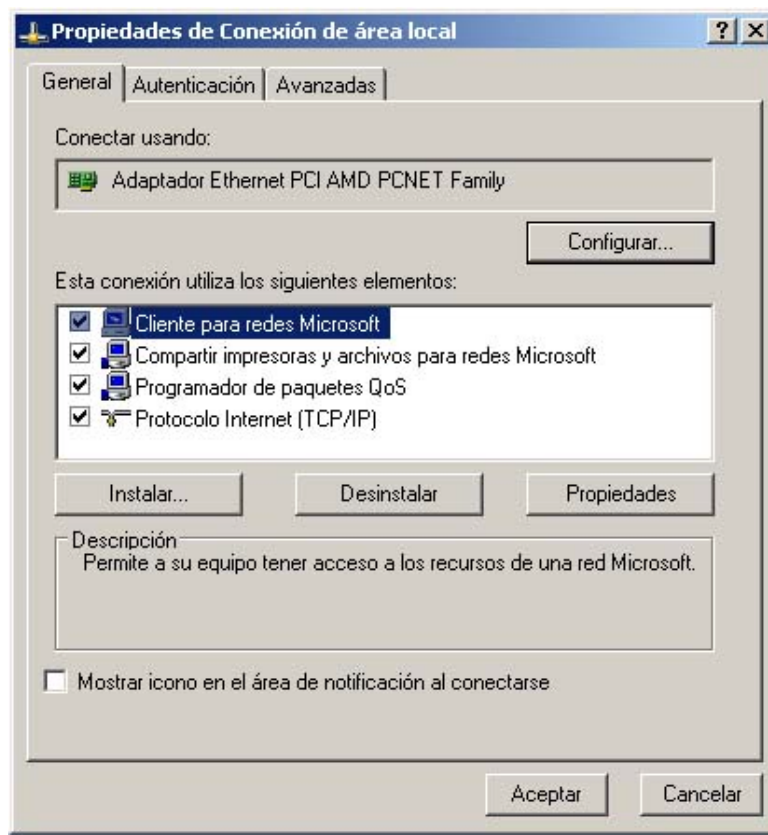 Propiedades de Conexión de área local
General
Autenticación
Avanzadas
Conectar usando:
Adaptador Ethernet PCI AMD PCNET Family
Configurar...
Esta conexión utiliza los siguientes elementos:
Cliente para redes Microsoft
Compartir impresoras y archivos para redes Microsoft
Programador de paquetes QoS
Protocolo Internet (TCP/IP)
Instalar...
Desinstalar
Propiedades
Descripción
Permite a su equipo tener acceso a los recursos de una red Microsoft.
Mostrar icono en el área de notificación al conectarse
Aceptar
Cancelar